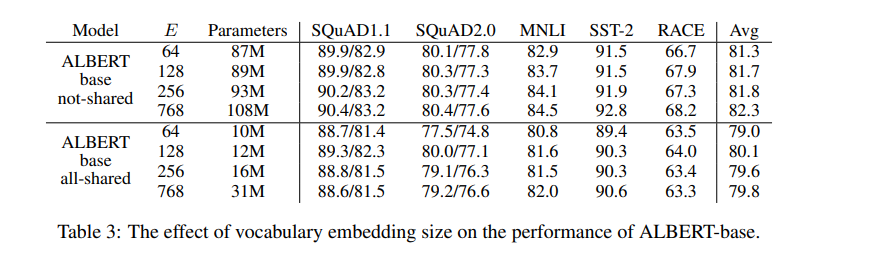 Model E Parameters SQuAD1.1 SQuAD2.0 MNLI SST-2 RACE Avg
ALBERT base not-shared 64 87M 89.9/82.9 80.1/77.8 82.9 91.5 66.7 81.3
128 89M 89.9/82.8 80.3/77.3 83.7 91.5 67.9 81.7
256 93M 90.2/83.2 80.3/77.4 84.1 91.9 67.3 81.8
768 108M 90.4/83.2 80.4/77.6 84.5 92.8 68.2 82.3
ALBERT base all-shared 64 10M 88.7/81.4 77.5/74.8 80.8 89.4 63.5 79.0
128 12M 89.3/82.3 80.0/77.1 81.6 90.3 64.0 80.1
256 16M 88.8/81.5 79.1/76.3 81.5 90.3 63.4 79.6
768 31M 88.6/81.5 79.2/76.6 82.0 90.6 63.3 79.8
Table 3: The effect of vocabulary embedding size on the performance of ALBERT-base.